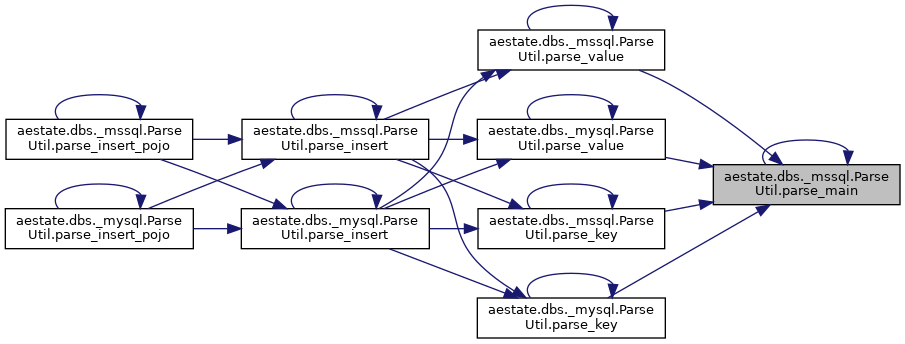 aestate.dbs._mssql.Parse
Util.parse_value
aestate.dbs._mssql.Parse
Util.parse_insert_pojo
aestate.dbs._mssql.Parse
Util.parse_insert
aestate.dbs._mysql.Parse
Util.parse_value
aestate.dbs._mssql.Parse
Util.parse_main
aestate.dbs._mysql.Parse
Util.parse_insert_pojo
aestate.dbs._mysql.Parse
Util.parse_insert
aestate.dbs._mssql.Parse
Util.parse_key
aestate.dbs._mysql.Parse
Util.parse_key